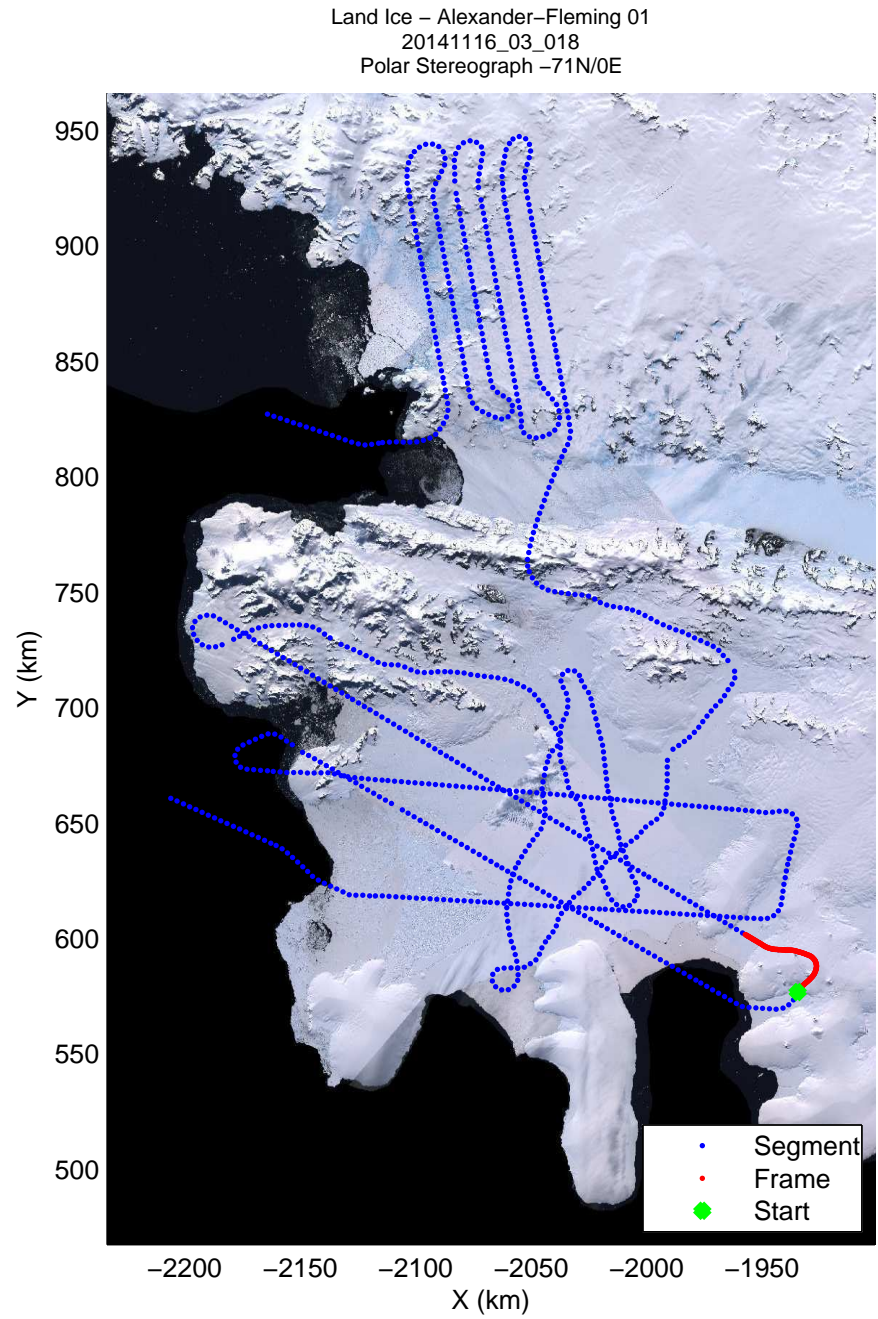 Land Ice − Alexander−Fleming 01
20141116_03_018
Polar Stereograph −71N/0E
950
900
850
800
750
700
650
600
550
500
Y (km)
−2200
−2150
−2100
−2050
−2000
−1950
X (km)
Segment
Frame
Start